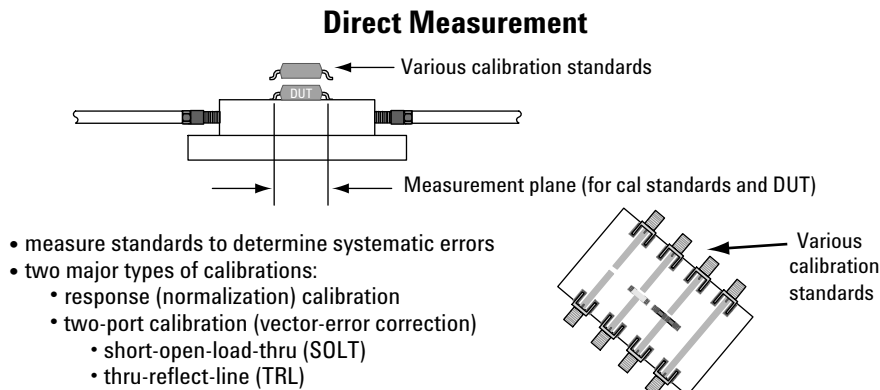 Direct Measurement
Various calibration standards
DUT
Measurement plane (for cal standards and DUT)
• measure standards to determine systematic errors
• two major types of calibrations:
• response (normalization) calibration
• two-port calibration (vector-error correction)
• short-open-load-thru (SOLT)
• thru-reflect-line (TRL)
Various
calibration
standards